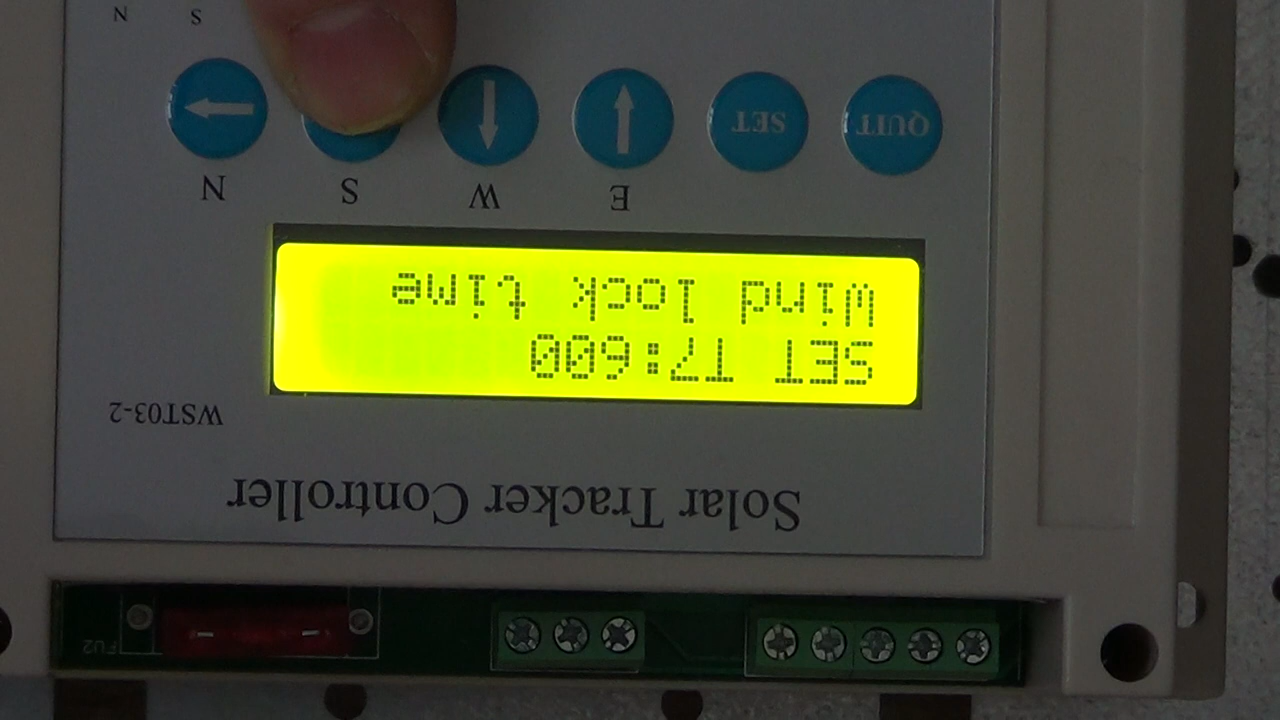 Solar Tracker Controller
WST03-2
SET T7:600
Wind lock time
QUIT
SET
E
W
S
N
S
N
FU2